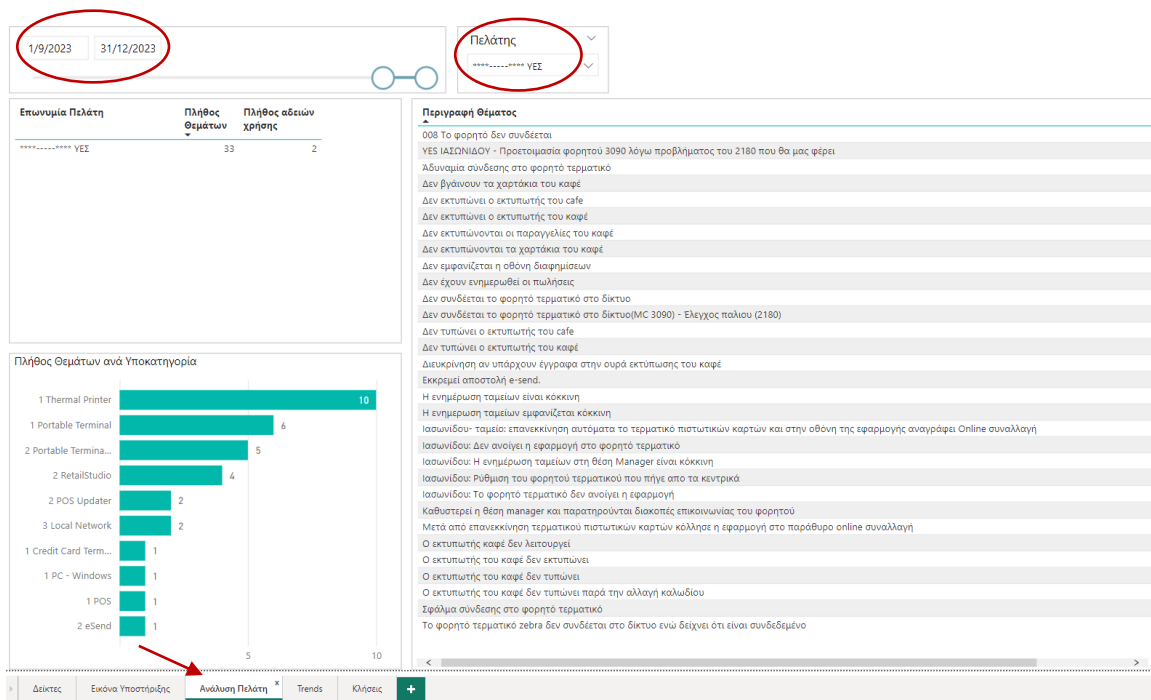 1/9/2023 31/12/2023
Πελάτης
****-----**** ΥΕΣ
Επωνυμία Πελάτη Πλήθος Θεμάτων Πλήθος αδειών χρήσης
****-----**** ΥΕΣ 33 2
Περιγραφή Θέματος
008 Το φορητό δεν συνδέεται
YES ΙΑΣΩΝΙΔΟΥ - Προετοιμασία φορητού 3090 λόγω προβλήματος του 2180 που θα μας φέρει
Άδυναμία σύνδεσης στο φορητό τερματικό
Δεν βγάινουν τα χαρτάκια του καφέ
Δεν εκτυπώνει ο εκτυπωτής του cafe
Δεν εκτυπώνει ο εκτυπωτής του καφέ
Δεν εκτυπώνονται οι παραγγελίες του καφέ
Δεν εκτυπώνονται τα χαρτάκια του καφέ
Δεν εμφανίζεται η οθόνη διαφημίσεων
Δεν έχουν ενημερωθεί οι πωλήσεις
Δεν συνδέεται το φορητό τερματικό στο δίκτυο
Δεν συνδέεται το φορητό τερματικό στο δίκτυο(MC 3090) - Έλεγχος παλιου (2180)
Δεν τυπώνει ο εκτυπωτής του cafe
Δεν τυπώνει ο εκτυπωτής του καφέ
Διευκρίνηση αν υπάρχουν έγγραφα στην ουρά εκτύπωσης του καφέ
Εκκρεμεί αποστολή e-send.
Η ενημέρωση ταμείων είναι κόκκινη
Η ενημερωση ταμείων εμφανίζεται κόκκινη
Ιασωνίδου- ταμείο: επανεκκίνηση αυτόματα το τερματικό πιστωτικών καρτών και στην οθόνη της εφαρμογής αναγράφει Online συναλλαγή
Ιασωνίδου: Δεν ανοίγει η εφαρμογή στο φορητό τερματικό
Ιασωνίδου: Η ενημέρωση ταμείων στη θέση Manager είναι κόκκινη
Ιασωνίδου: Ρύθμιση του φορητού τερματικού που πήγε απο τα κεντρικά
Ιασωνίδου: Το φορητό τερματικό δεν ανοίγει η εφαρμογή
Καθυστερεί η θέση manager και παρατηρούνται διακοπές επικοινωνίας του φορητού
Μετά από επανεκκίνηση τερματικού πιστωτικών καρτών κόλλησε η εφαρμογή στο παράθυρο online συναλλαγή
Ο εκτυπωτής καφέ δεν λειτουργεί
Ο εκτυπωτής του καφέ δεν εκτυπώνει
Ο εκτυπωτής του καφέ δεν τυπώνει
Ο εκτυπωτής του καφέ δεν τυπώνει παρά την αλλαγή καλωδίου
Σφάλμα σύνδεσης στο φορητό τερματικό
Το φορητό τερματικό zebra δεν συνδέεται στο δίκτυο ενώ δείχνει ότι είναι συνδεδεμένο
Πλήθος Θεμάτων ανά Υποκατηγορία
1 Thermal Printer 10
1 Portable Terminal 6
2 Portable Termina... 5
2 RetailStudio 4
2 POS Updater 2
3 Local Network 2
1 Credit Card Term... 1
1 PC - Windows 1
1 POS 1
2 eSend 1
5 10
Δείκτες Εικόνα Υποστήριξης Ανάλυση Πελάτη x Trends Κλήσεις +